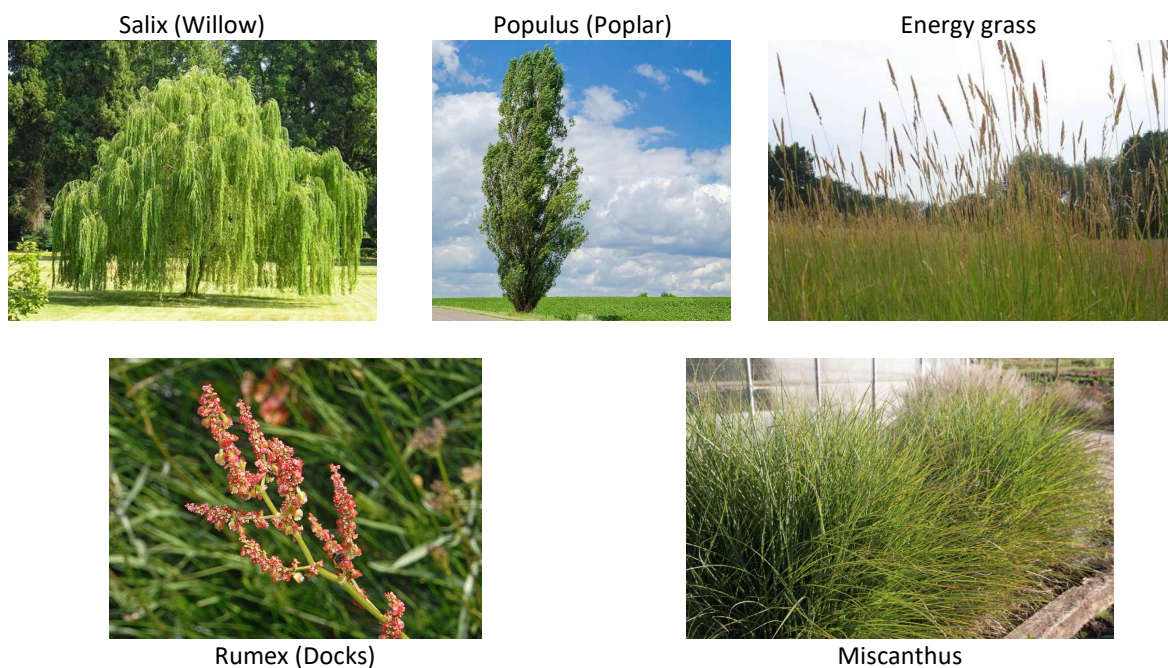 Salix (Willow)
Populus (Poplar)
Energy grass
Rumex (Docks)
Miscanthus